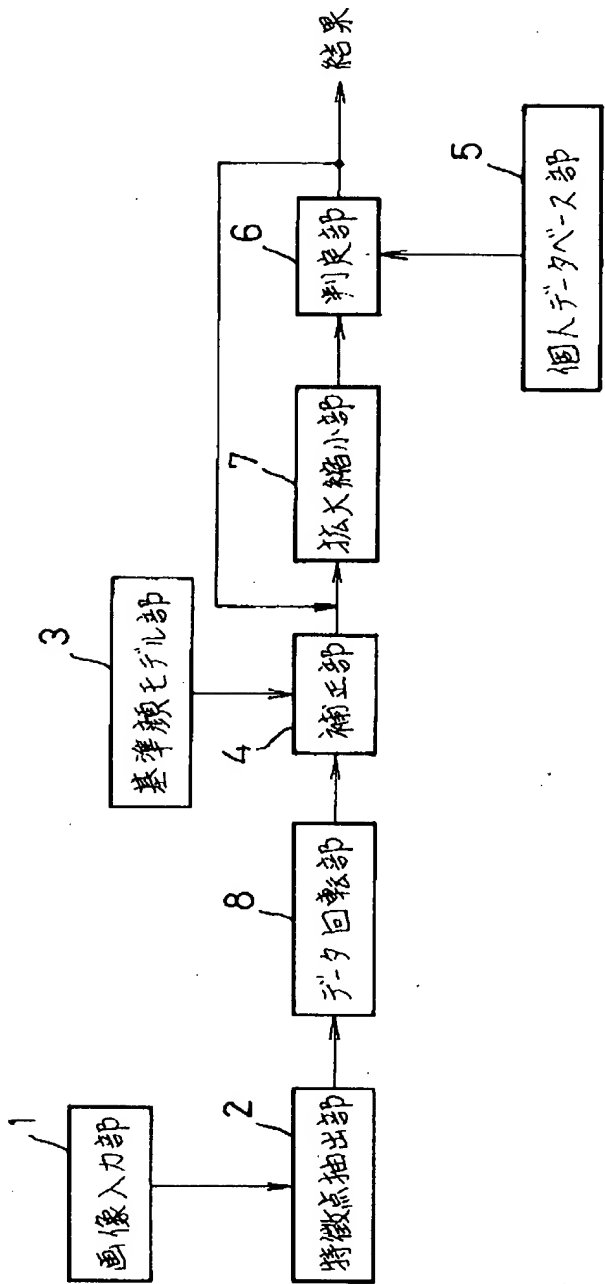 1
画像入力部
2
特徴点抽出部
8
データ回転部
3
基準顔モデル部
4
補正部
7
拡大縮小部
6
判定部
5
個人データベース部
結果